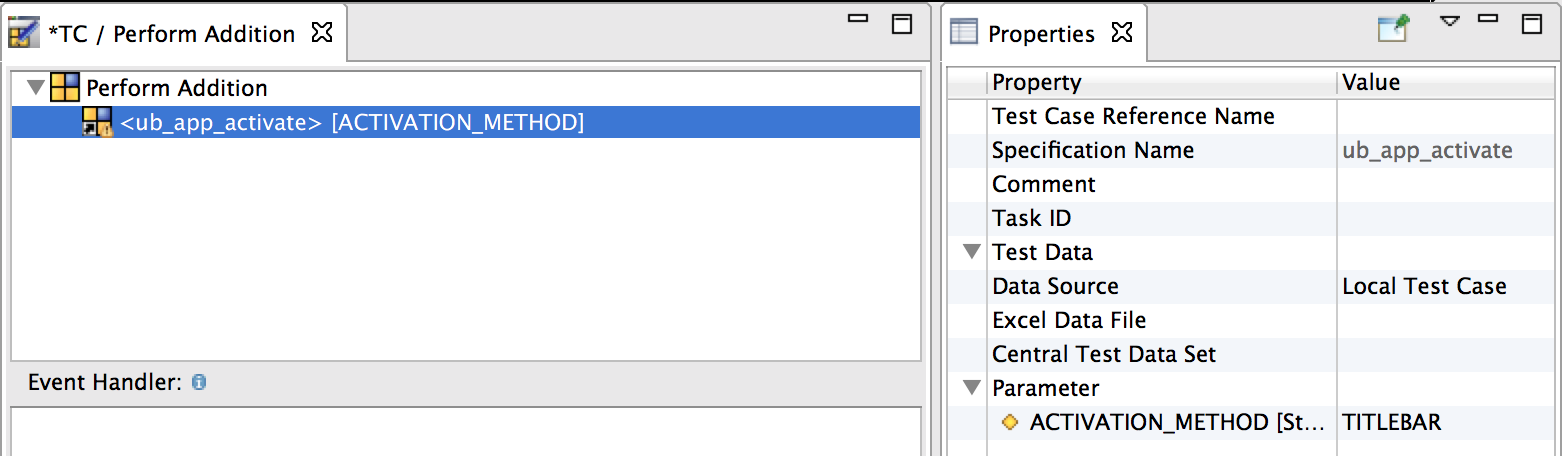 *TC / Perform Addition
Perform Addition
<ub_app_activate> [ACTIVATION_METHOD]
Event Handler:
Properties
Property Value
Test Case Reference Name
Specification Name ub_app_activate
Comment
Task ID
Test Data
Data Source Local Test Case
Excel Data File
Central Test Data Set
Parameter
ACTIVATION_METHOD [St... TITLEBAR